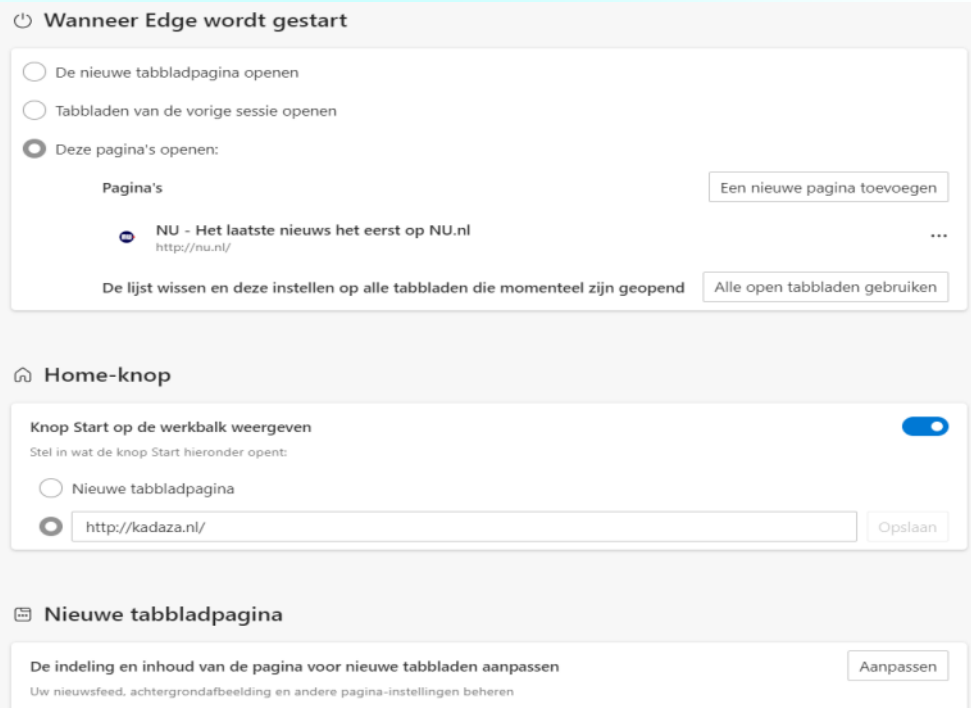 Wanneer Edge wordt gestart
De nieuwe tabbladpagina openen
Tabbladen van de vorige sessie openen
Deze pagina's openen:
Pagina's
Een nieuwe pagina toevoegen
NU - Het laatste nieuws het eerst op NU.nl
http://nu.nl/
De lijst wissen en deze instellen op alle tabbladen die momenteel zijn geopend
Alle open tabbladen gebruiken
Home-knop
Knop Start op de werkbalk weergeven
Stel in wat de knop Start hieronder opent:
Nieuwe tabbladpagina
http://kadaza.nl/
Opslaan
Nieuwe tabbladpagina
De indeling en inhoud van de pagina voor nieuwe tabbladen aanpassen
Aanpassen
Uw nieuwsfeed, achtergrondafbeelding en andere pagina-instellingen beheren